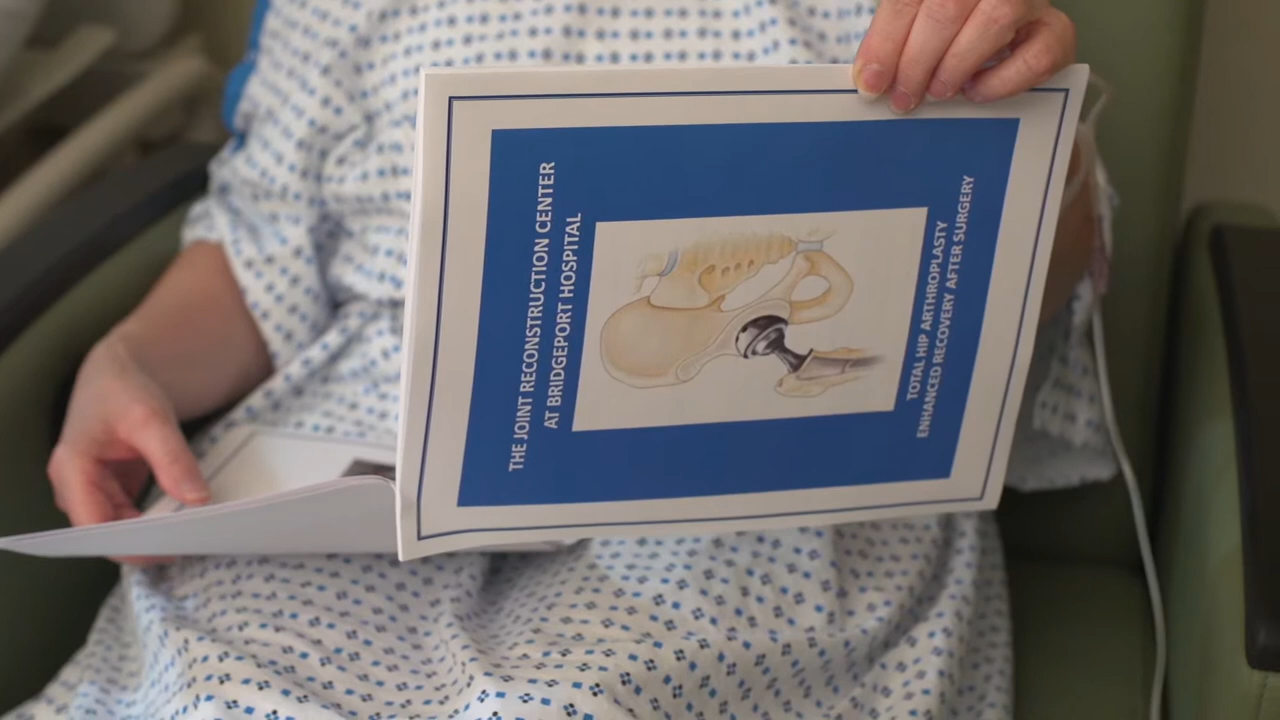 THE JOINT RECONSTRUCTION CENTER
AT BRIDGEPORT HOSPITAL
TOTAL HIP ARTHROPLASTY
ENHANCED RECOVERY AFTER SURGERY